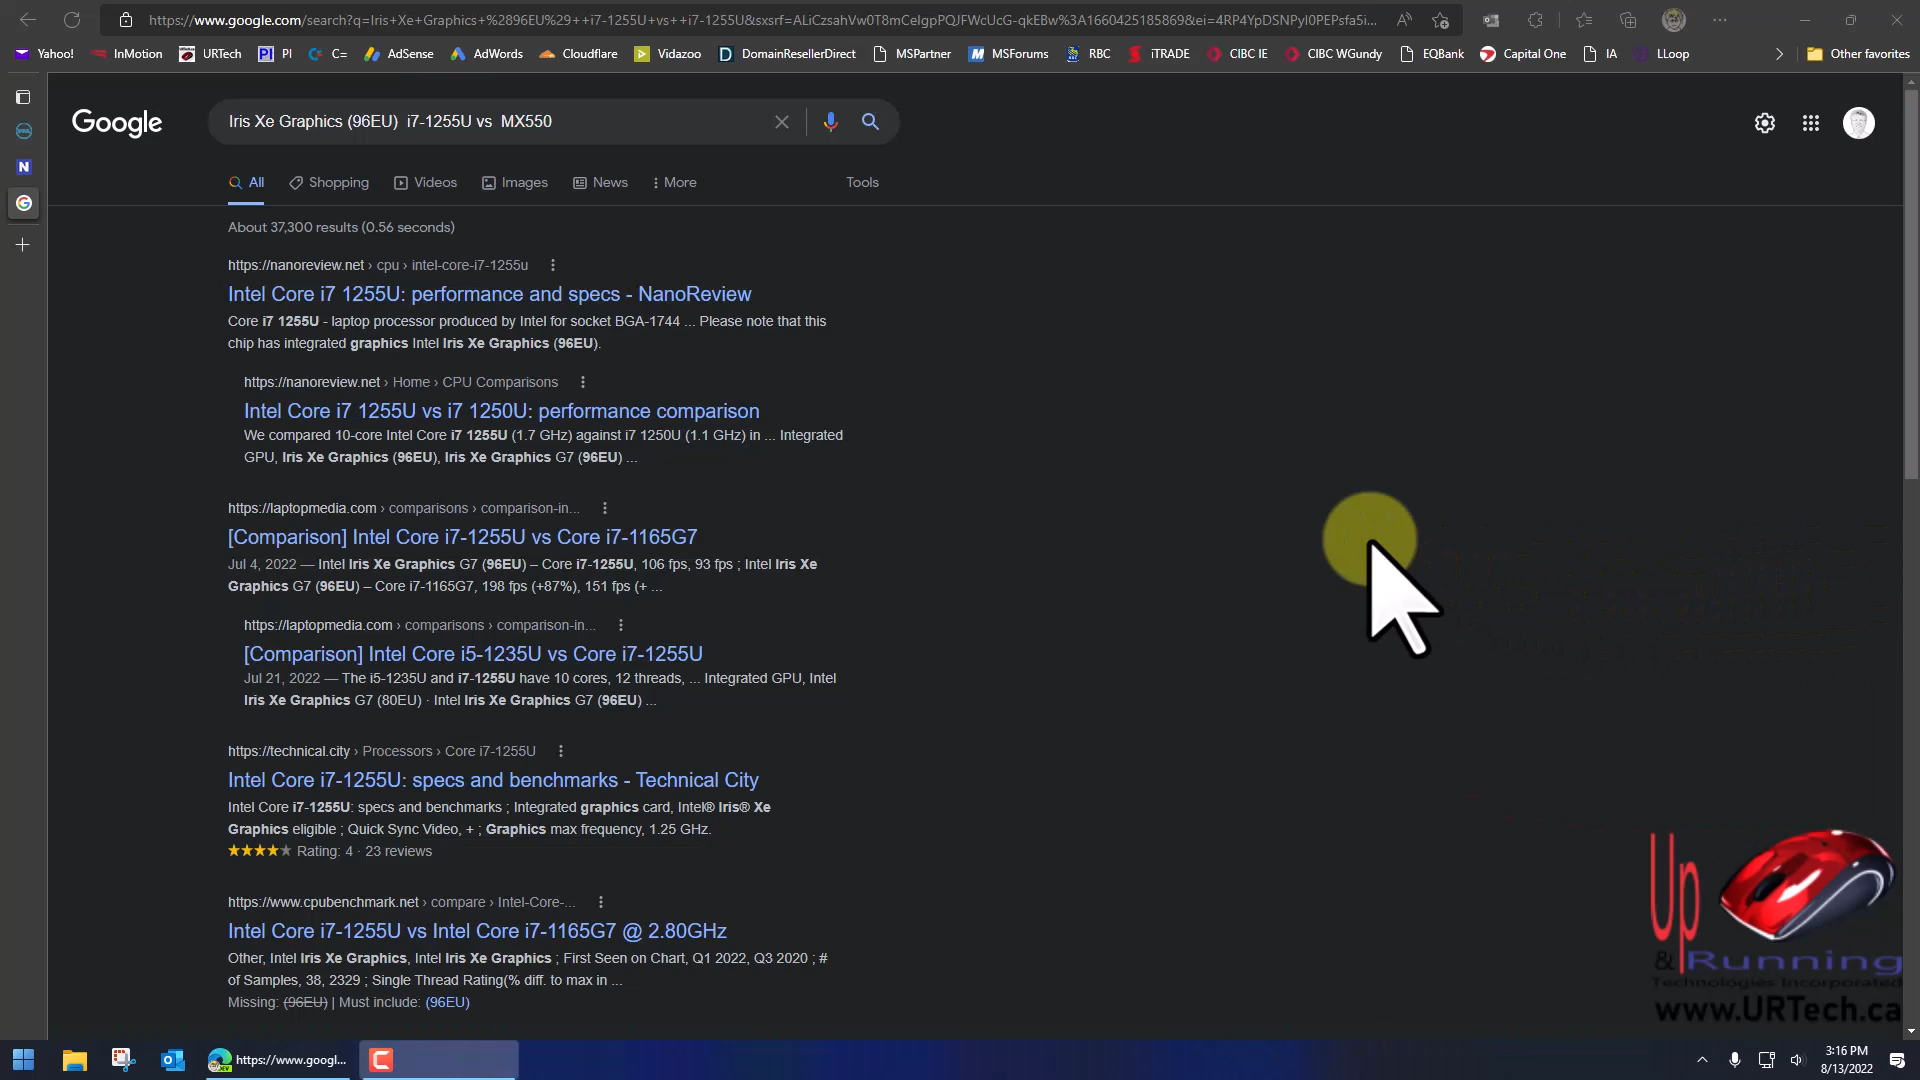 https://www.google.com/search?q=Iris+Xe+Graphics+%2896EU%29++i7-1255U+vs++i7-1255U&sxsrf=ALiCzsahVw0T8mCeIgpPQJFWcUcG-qkEBw%3A1660425185869&ei=4RP4YpDSNPyI0PEPsfa5i...
Yahoo! InMotion URTech PI C= AdSense AdWords Cloudflare Vidazoo DomainResellerDirect MSPartner MSForums RBC iTRADE CIBC IE CIBC WGundy EQBank Capital One IA LLoop Other favorites
Google
Iris Xe Graphics (96EU)  i7-1255U vs  MX550
All Shopping Videos Images News More Tools
About 37,300 results (0.56 seconds)
https://nanoreview.net › cpu › intel-core-i7-1255u
Intel Core i7 1255U: performance and specs - NanoReview
Core i7 1255U - laptop processor produced by Intel for socket BGA-1744 ... Please note that this
chip has integrated graphics Intel Iris Xe Graphics (96EU).
https://nanoreview.net › Home › CPU Comparisons
Intel Core i7 1255U vs i7 1250U: performance comparison
We compared 10-core Intel Core i7 1255U (1.7 GHz) against i7 1250U (1.1 GHz) in ... Integrated
GPU, Iris Xe Graphics (96EU), Iris Xe Graphics G7 (96EU) ...
https://laptopmedia.com › comparisons › comparison-in...
[Comparison] Intel Core i7-1255U vs Core i7-1165G7
Jul 4, 2022 — Intel Iris Xe Graphics G7 (96EU) – Core i7-1255U, 106 fps, 93 fps ; Intel Iris Xe
Graphics G7 (96EU) – Core i7-1165G7, 198 fps (+87%), 151 fps (+ ...
https://laptopmedia.com › comparisons › comparison-in...
[Comparison] Intel Core i5-1235U vs Core i7-1255U
Jul 21, 2022 — The i5-1235U and i7-1255U have 10 cores, 12 threads, ... Integrated GPU, Intel
Iris Xe Graphics G7 (80EU) · Intel Iris Xe Graphics G7 (96EU) ...
https://technical.city › Processors › Core i7-1255U
Intel Core i7-1255U: specs and benchmarks - Technical City
Intel Core i7-1255U: specs and benchmarks ; Integrated graphics card, Intel® Iris® Xe
Graphics eligible ; Quick Sync Video, + ; Graphics max frequency, 1.25 GHz.
Rating: 4 · 23 reviews
https://www.cpubenchmark.net › compare › Intel-Core-...
Intel Core i7-1255U vs Intel Core i7-1165G7 @ 2.80GHz
Other, Intel Iris Xe Graphics, Intel Iris Xe Graphics ; First Seen on Chart, Q1 2022, Q3 2020 ; #
of Samples, 38, 2329 ; Single Thread Rating(% diff. to max in ...
Missing: (96EU) | Must include: (96EU)
Up
& Running
Technologies Incorporated
www.URTech.ca
https://www.googl...
3:16 PM
8/13/2022